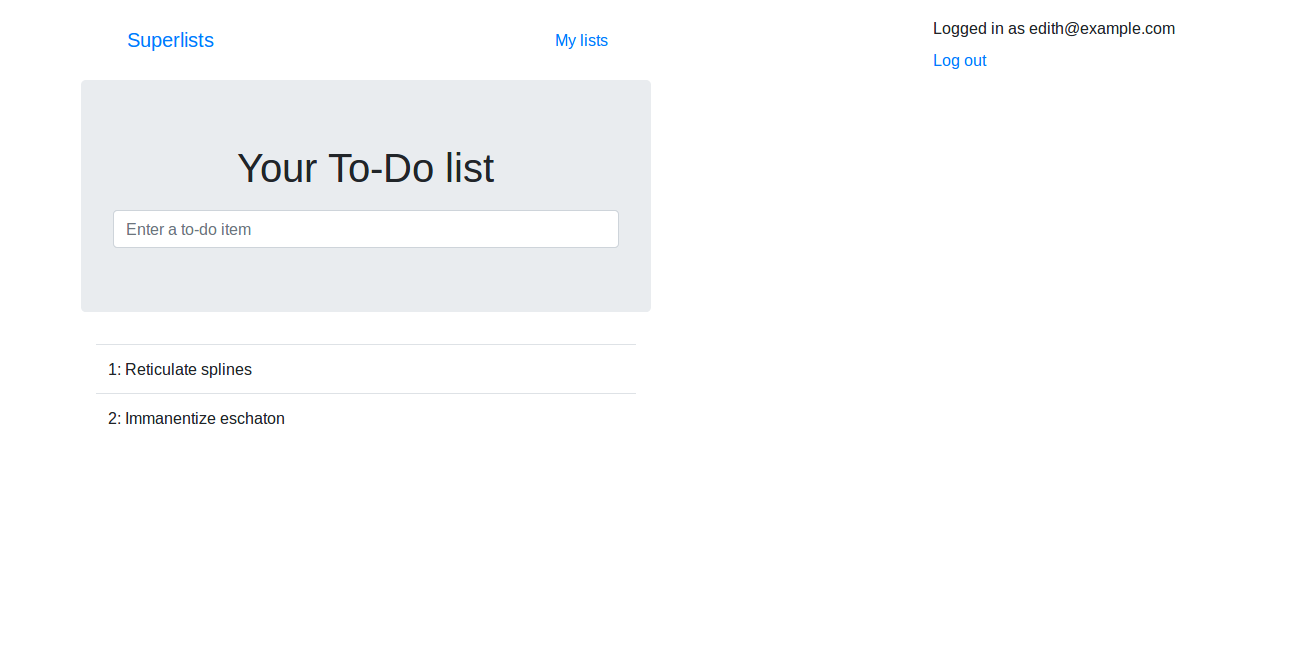 Superlists
My lists
Logged in as edith@example.com
Log out
Your To-Do list
Enter a to-do item
1: Reticulate splines
2: Immanentize eschaton